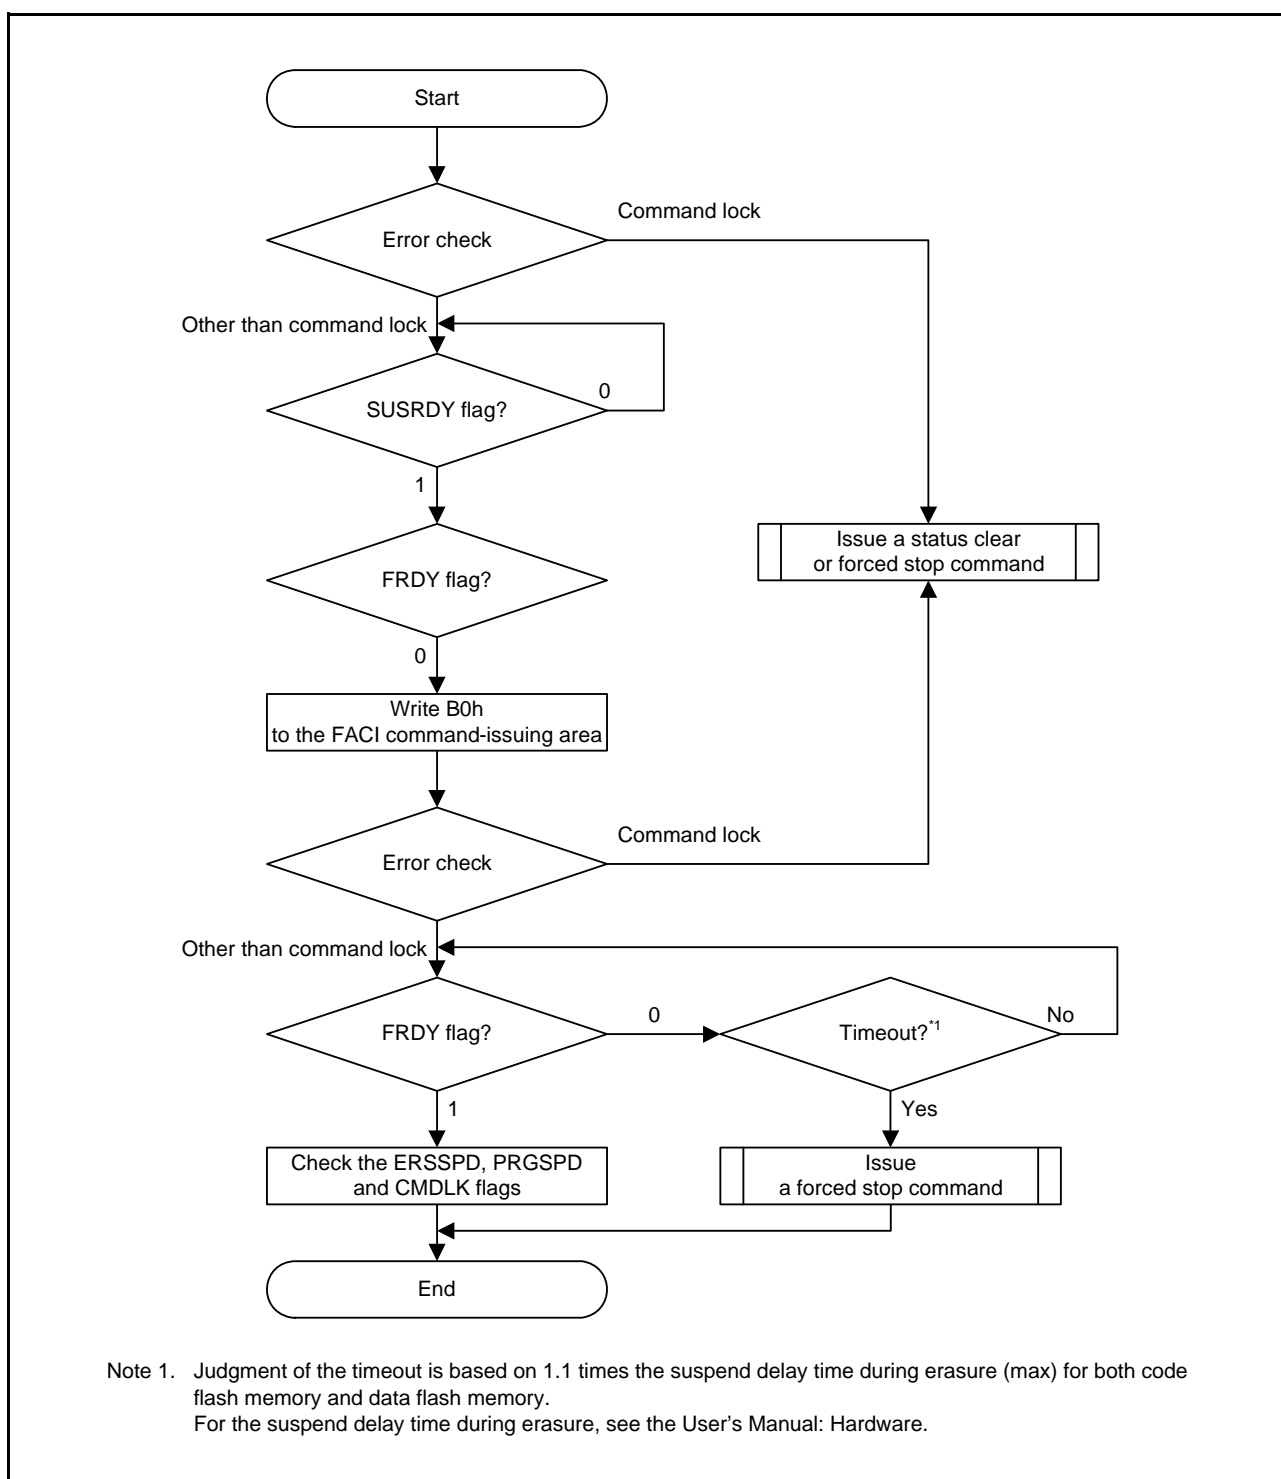 Start
Command lock
Error check
Other than command lock
0
SUSRDY flag?
1
Issue a status clear
or forced stop command
FRDY flag?
0
Write B0h
to the FACI command-issuing area
Command lock
Error check
Other than command lock
0
No
FRDY flag?
Timeout?*1
1
Yes
Check the ERSSPD, PRGSPD
and CMDLK flags
Issue
a forced stop command
End
Note 1. Judgment of the timeout is based on 1.1 times the suspend delay time during erasure (max) for both code
flash memory and data flash memory.
For the suspend delay time during erasure, see the User's Manual: Hardware.